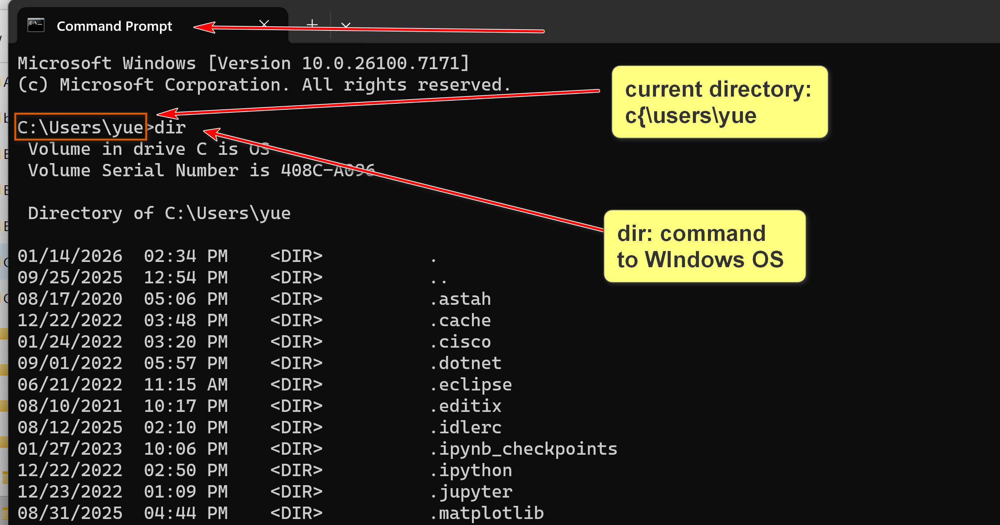 Command Prompt
Microsoft Windows [Version 10.0.26100.7171]
(c) Microsoft Corporation. All rights reserved.
current directory:
c{\users\yue
C:\Users\yue>dir
Volume in drive C is OS
Volume Serial Number is 408C-A096
Directory of C:\Users\yue
dir: command
to WIndows OS
01/14/2026  02:34 PM    <DIR>          .
09/25/2025  12:54 PM    <DIR>          ..
08/17/2020  05:06 PM    <DIR>          .astah
12/22/2022  03:48 PM    <DIR>          .cache
01/24/2022  03:20 PM    <DIR>          .cisco
09/01/2022  05:57 PM    <DIR>          .dotnet
06/21/2022  11:15 AM    <DIR>          .eclipse
08/10/2021  10:17 PM    <DIR>          .editix
08/12/2025  02:10 PM    <DIR>          .idlerc
01/27/2023  10:06 PM    <DIR>          .ipynb_checkpoints
12/22/2022  02:50 PM    <DIR>          .ipython
12/23/2022  01:09 PM    <DIR>          .jupyter
08/31/2025  04:44 PM    <DIR>          .matplotlib